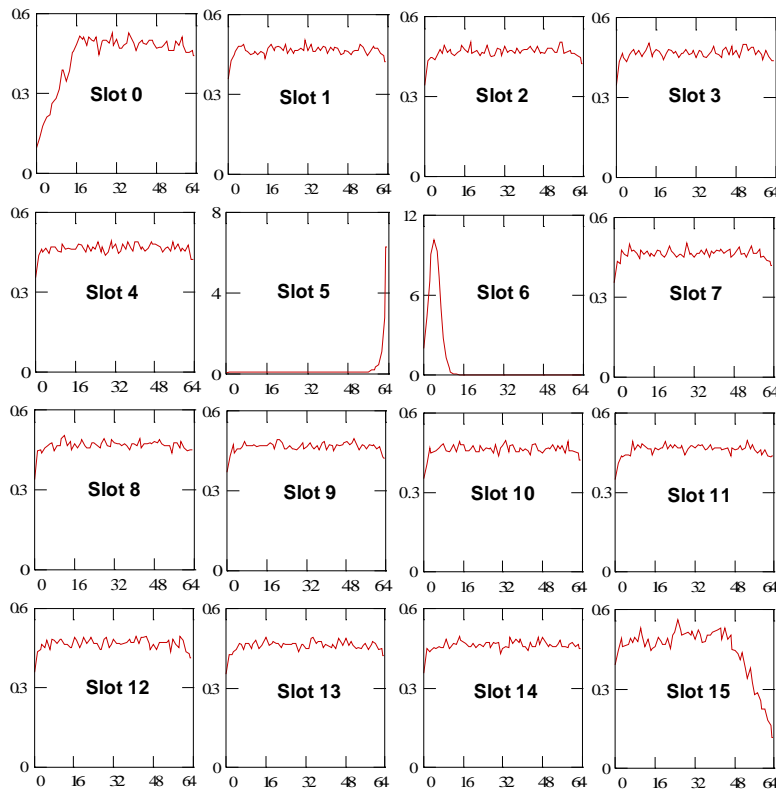 0.6 0.6 0.6 0.6
0.3 Slot 0 0.3 Slot 1 0.3 Slot 2 0.3 Slot 3
0 0 0 0
0 16 32 48 64 0 16 32 48 64 0 16 32 48 64 0 16 32 48 64
0.6 8 12 0.6
0.3 Slot 4 4 Slot 5 6 Slot 6 0.3 Slot 7
0 0 0 0
0 16 32 48 64 0 16 32 48 64 0 16 32 48 64 0 16 32 48 64
0.6 0.6 0.6 0.6
0.3 Slot 8 0.3 Slot 9 0.3 Slot 10 0.3 Slot 11
0 0 0 0
0 16 32 48 64 0 16 32 48 64 0 16 32 48 64 0 16 32 48 64
0.6 0.6 0.6 0.6
0.3 Slot 12 0.3 Slot 13 0.3 Slot 14 0.3 Slot 15
0 0 0 0
0 16 32 48 64 0 16 32 48 64 0 16 32 48 64 0 16 32 48 64